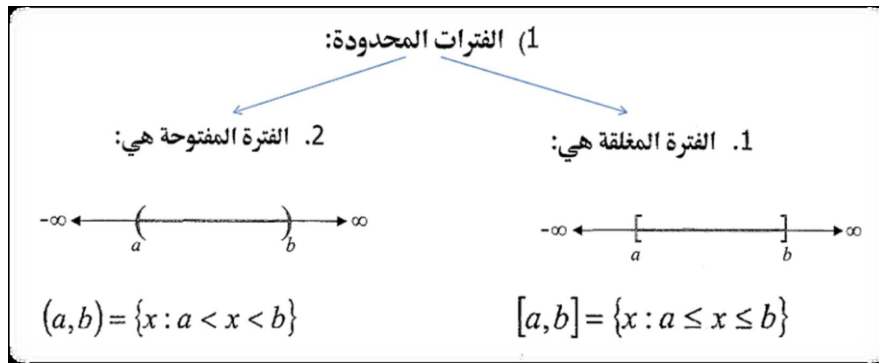 1) الفترات المحدودة:
1. الفترة المغلقة هي:
2. الفترة المفتوحة هي:
-∞ [ ] ∞
a b
-∞ ( ) ∞
a b
[a,b]={x:a≤x≤b}
(a,b)={x:a<x<b}